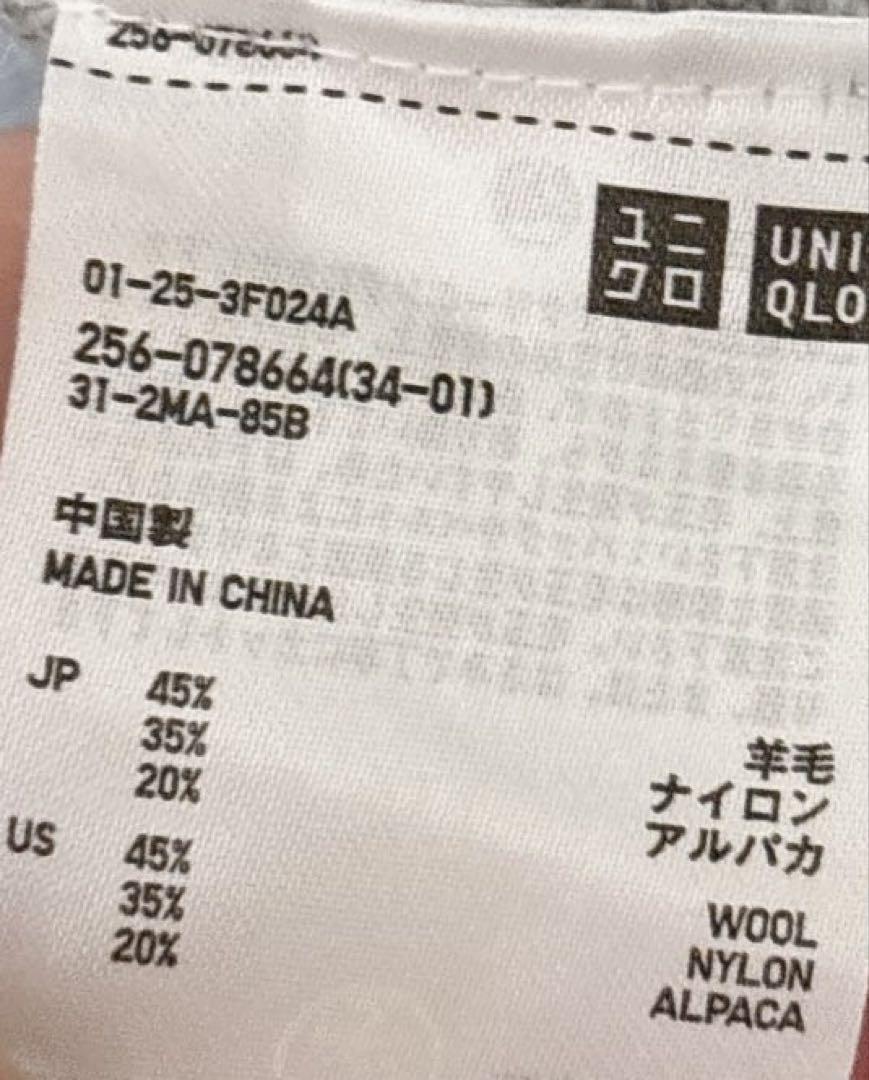 ユニ
クロ
UNI
QLO
01-25-3F024A
256-078664(34-01)
31-2MA-85B
中国製
MADE IN CHINA
JP 45% 羊毛
35% ナイロン
20% アルパカ
US 45% WOOL
35% NYLON
20% ALPACA